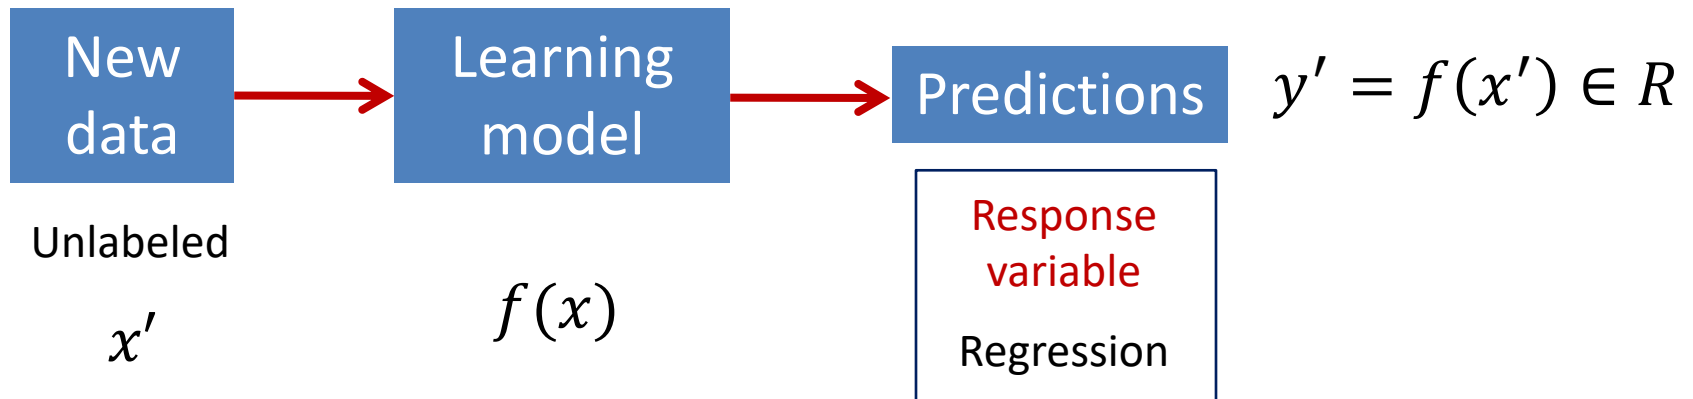 New
data
Learning
model
Predictions
y′ = f(x′) ∈ R
Unlabeled
x′
f(x)
Response
variable
Regression